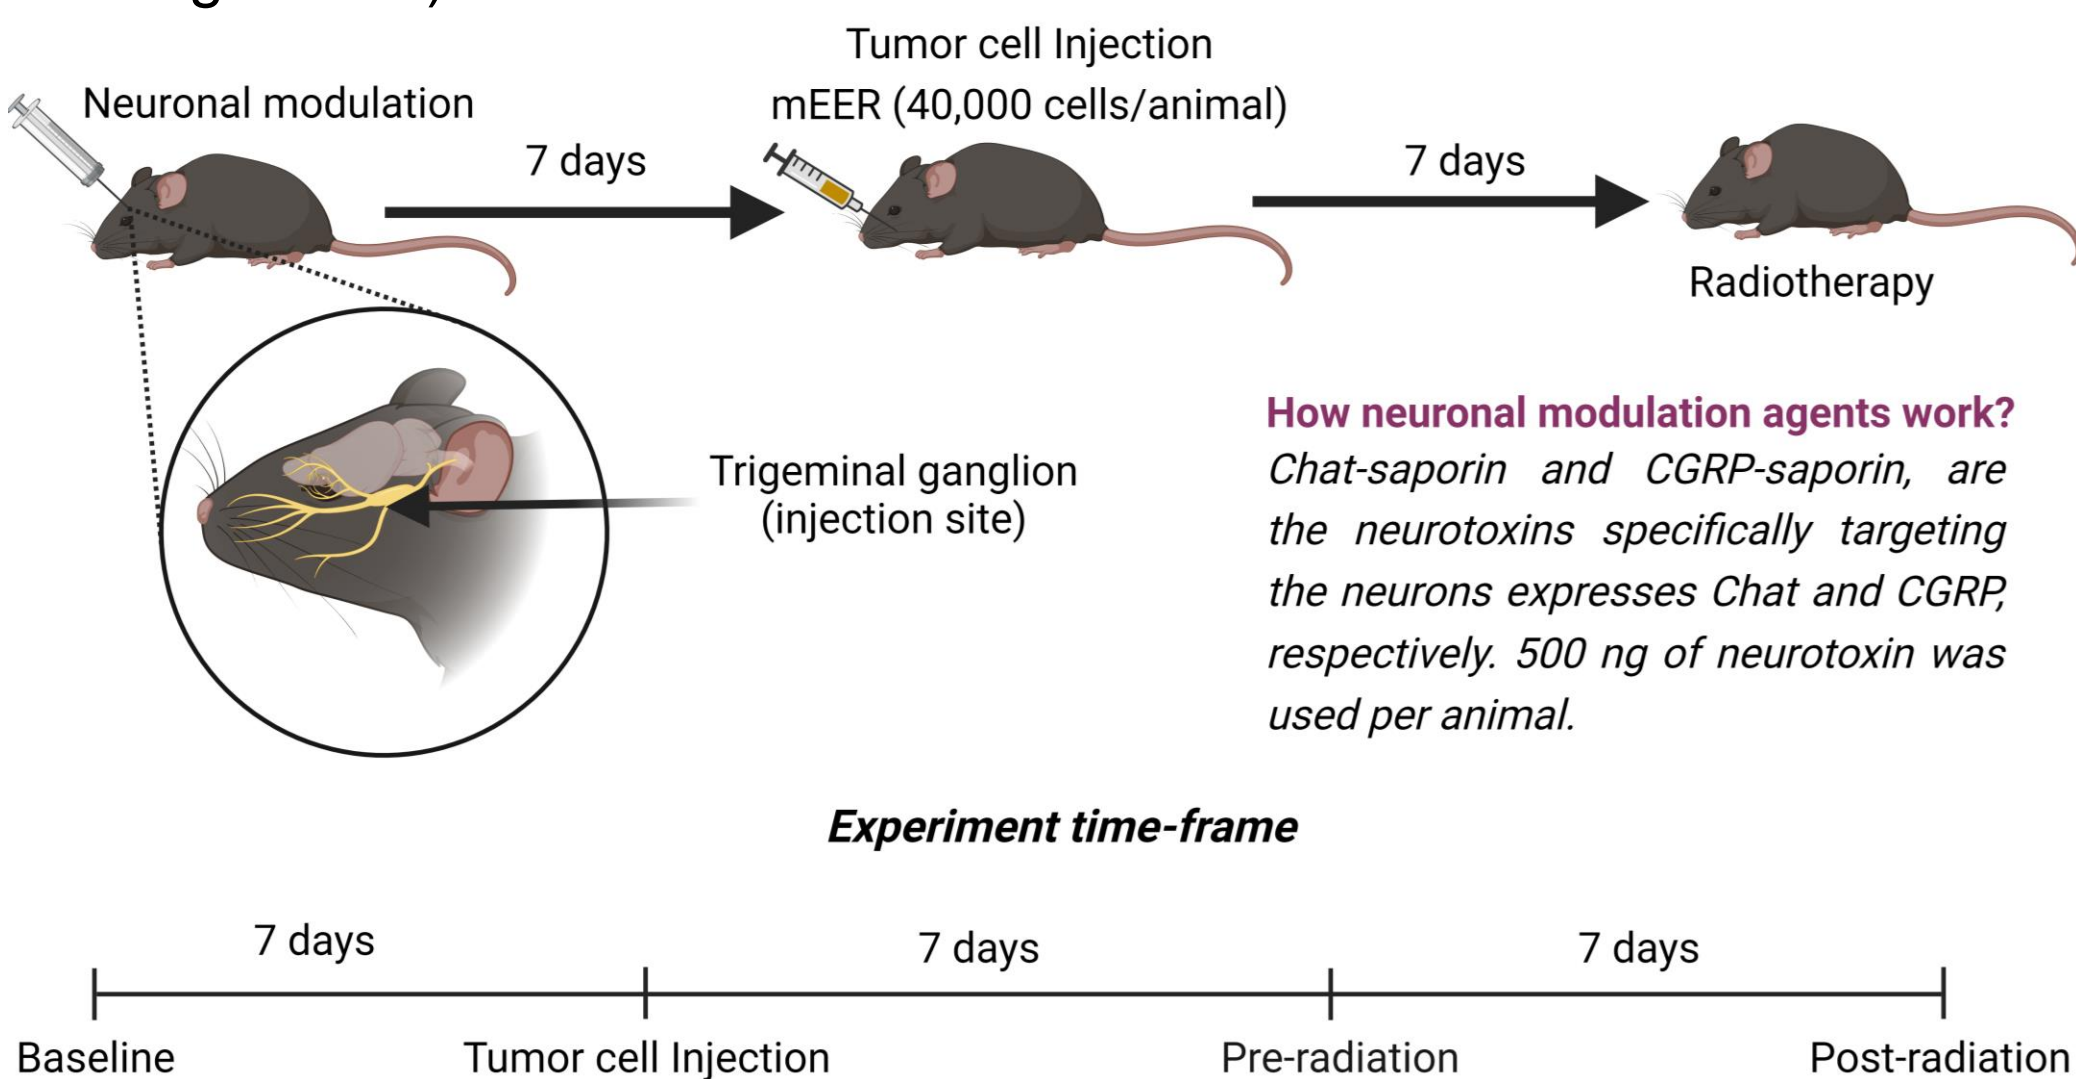 Neuronal modulation
7 days
Tumor cell Injection
mEER (40,000 cells/animal)
7 days
Radiotherapy
Trigeminal ganglion
(injection site)
How neuronal modulation agents work?
Chat-saporin and CGRP-saporin, are
the neurotoxins specifically targeting
the neurons expresses Chat and CGRP,
respectively. 500 ng of neurotoxin was
used per animal.
Experiment time-frame
7 days
7 days
7 days
Baseline
Tumor cell Injection
Pre-radiation
Post-radiation